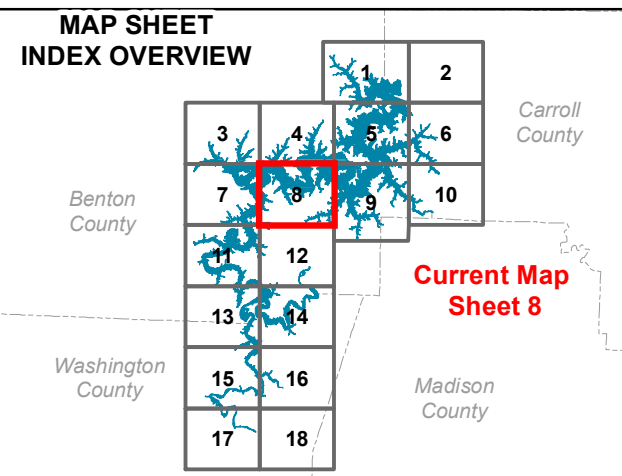 MAP SHEET
INDEX OVERVIEW
1 2
Carroll
County
3 4 5 6
Benton
County
7 8 9 10
11 12
Current Map
Sheet 8
13 14
Washington
County
15 16
Madison
County
17 18